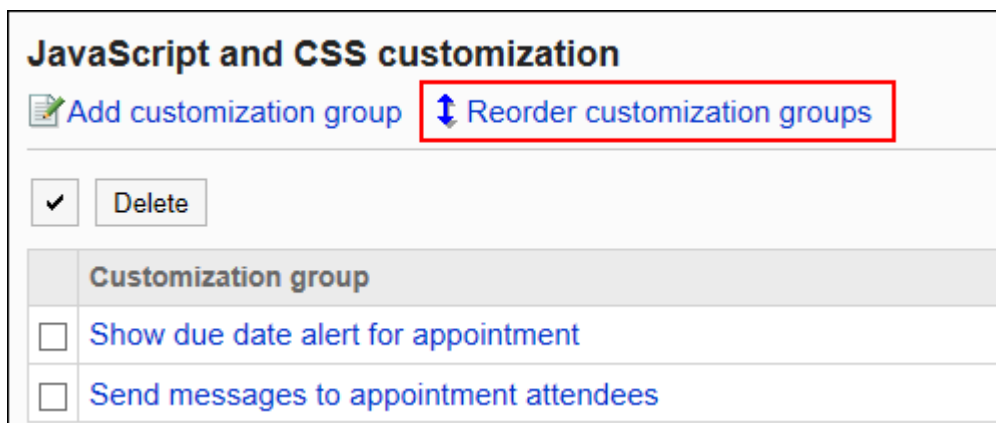 JavaScript and CSS customization
Add customization group Reorder customization groups
Delete
Customization group
Show due date alert for appointment
Send messages to appointment attendees